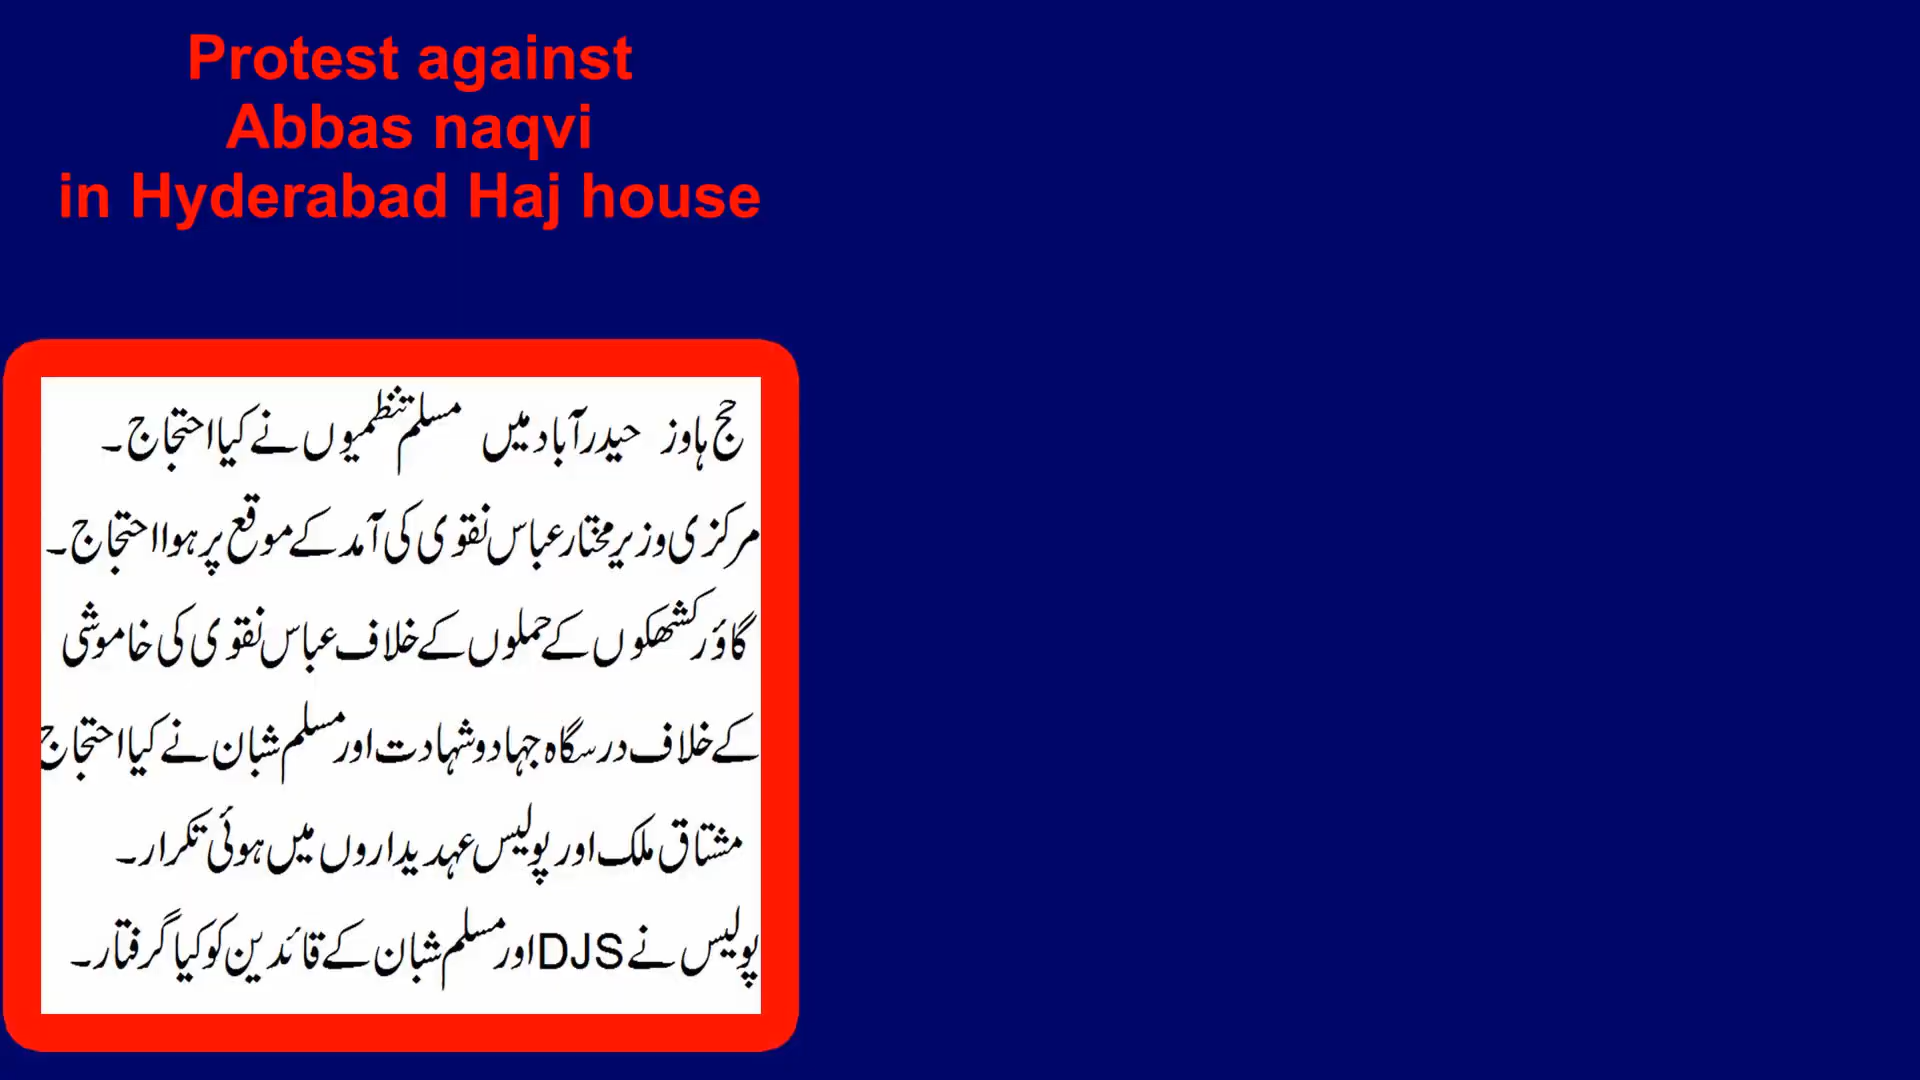 Protest against
Abbas naqvi
in Hyderabad Haj house
حج ہاوز حیدرآباد میں مسلم تنظمیوں نے کیا احتجاج۔
مرکزی وزیر مختار عباس نقوی کی آمد کے موقع پر ہوا احتجاج۔
گاؤ رکشھکوں کے حملوں کے خلاف عباس نقوی کی خاموشی
کے خلاف درسگاہ جہاد و شہادت اور مسلم شبان نے کیا احتجاج
مشتاق ملک اور پولیس عہدیداروں میں ہوئی تکرار۔
پولیس نے DJS اور مسلم شبان کے قائدین کو کیا گرفتار۔